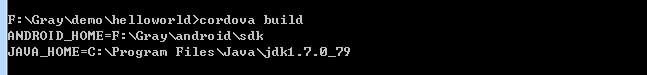 F:\Gray\demo\helloworld>cordova build
ANDROID_HOME=F:\Gray\android\sdk
JAVA_HOME=C:\Program Files\Java\jdk1.7.0_79